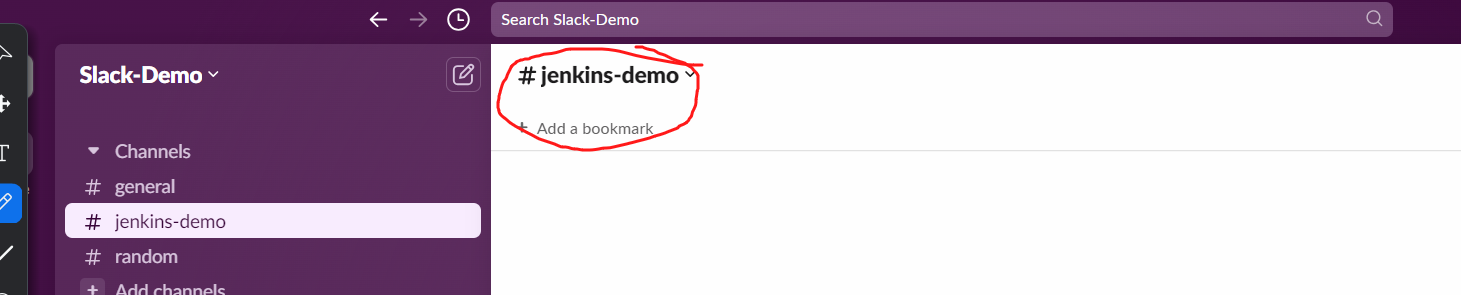 Search Slack-Demo
Slack-Demo
Channels
# general
# jenkins-demo
# random
+ Add channels
# jenkins-demo
+ Add a bookmark
T